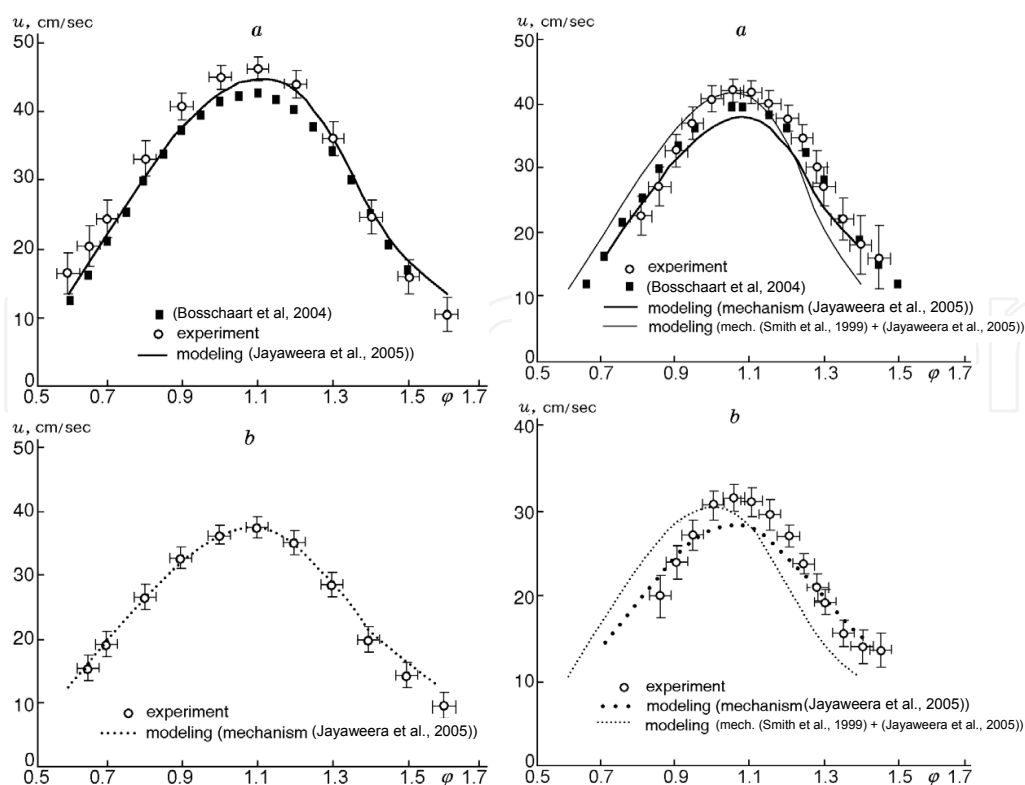 u, cm/sec
a
50
40
30
20
10
0
■ (Bosschaart et al, 2004)
experiment
modeling (Jayaweera et al., 2005))
0.5 0.7 0.9 1.1 1.3 1.5 φ 1.7
u, cm/sec
a
50
40
30
20
10
0
experiment
(Bosschaart et al., 2004)
modeling (mechanism (Jayaweera et al., 2005))
modeling (mech. (Smith et al., 1999) + (Jayaweera et al., 2005))
0.5 0.7 0.9 1.1 1.3 1.5 φ 1.7
u, cm/sec
b
50
40
30
20
10
0
experiment
modeling (mechanism (Jayaweera et al., 2005))
0.5 0.7 0.9 1.1 1.3 1.5 φ 1.7
u, cm/sec
b
40
30
20
10
0
experiment
modeling (mechanism (Jayaweera et al., 2005))
modeling (mech. (Smith et al., 1999) + (Jayaweera et al., 2005))
0.5 0.7 0.9 1.1 1.3 1.5 φ 1.7